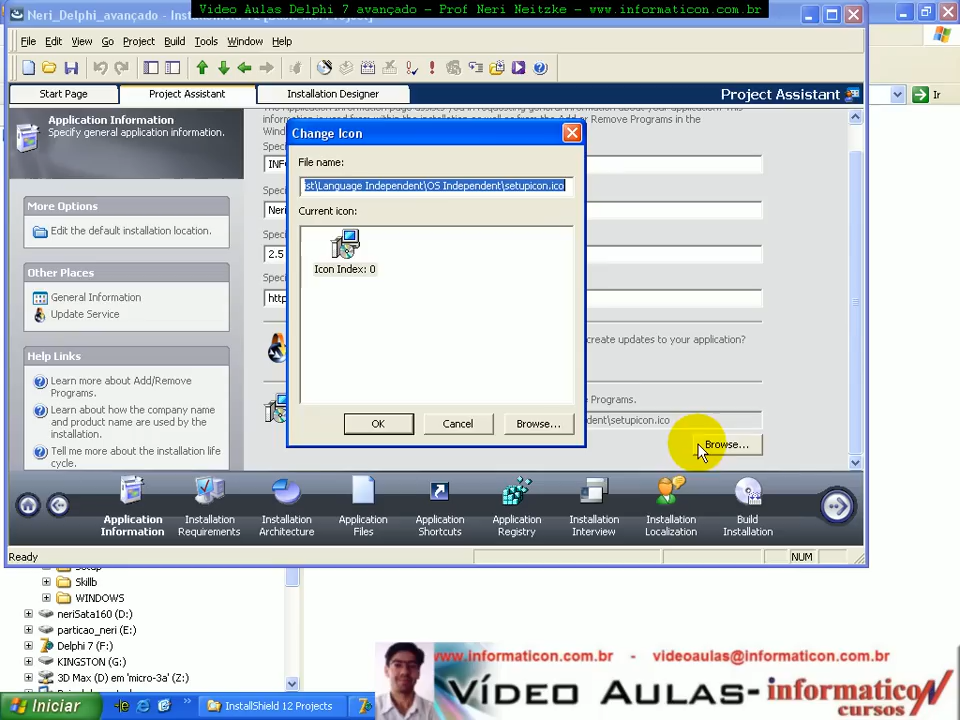 Video Aulas Delphi 7 avançado - Prof Neri Neitzke - www.informaticon.com.br
File Edit View Go Project Build Tools Window Help
Start Page
Project Assistant
Installation Designer
Project Assistant
Application Information
Specify general application information.
More Options
Edit the default installation location.
Other Places
General Information
Update Service
Help Links
Learn more about Add/Remove
Programs.
Learn about how the company name
and product name are used by the
installation.
Tell me more about the installation life
cycle.
Change Icon
File name:
ist\Language Independent\OS Independent\setupicon.ico
Current icon:
Icon Index: 0
OK
Cancel
Browse...
2.5
create updates to your application?
Programs.
dent\setupicon.ico
Browse...
Application
Information
Installation
Requirements
Installation
Architecture
Application
Files
Application
Shortcuts
Application
Registry
Installation
Interview
Installation
Localization
Build
Installation
Ready
NUM
Skillb
WINDOWS
neriSata160 (D:)
particao_neri (E:)
Delphi 7 (F:)
KINGSTON (G:)
3D Max (D) em 'micro-3a' (Z:)
www.informaticon.com.br - videoaulas@informaticon.com.br
VÍDEO AULAS- informaticon
cursos
Iniciar
InstallShield 12 Projects
Ir